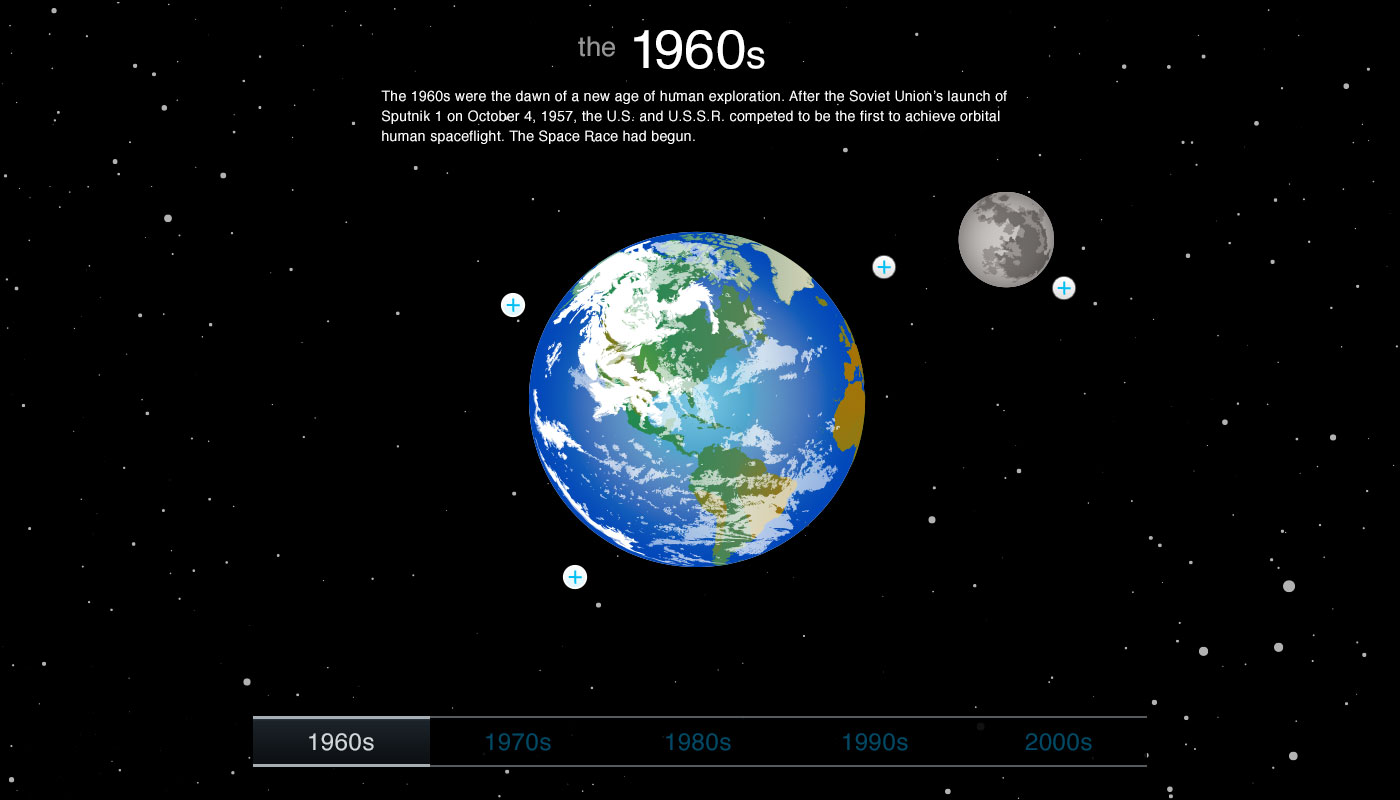 the 1960s
The 1960s were the dawn of a new age of human exploration. After the Soviet Union's launch of
Sputnik 1 on October 4, 1957, the U.S. and U.S.S.R. competed to be the first to achieve orbital
human spaceflight. The Space Race had begun.
1960s 1970s 1980s 1990s 2000s